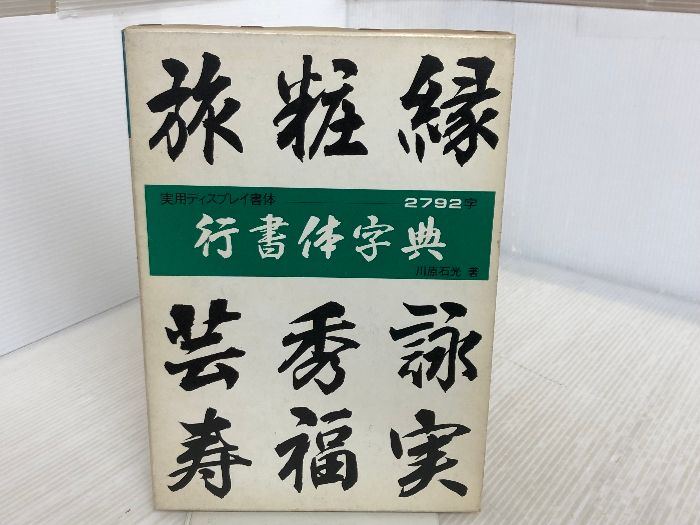 旅 粧 縁
実用ディスプレイ書体 2792字
行書体字典
川原石光 著
芸 秀 詠
寿 福 実